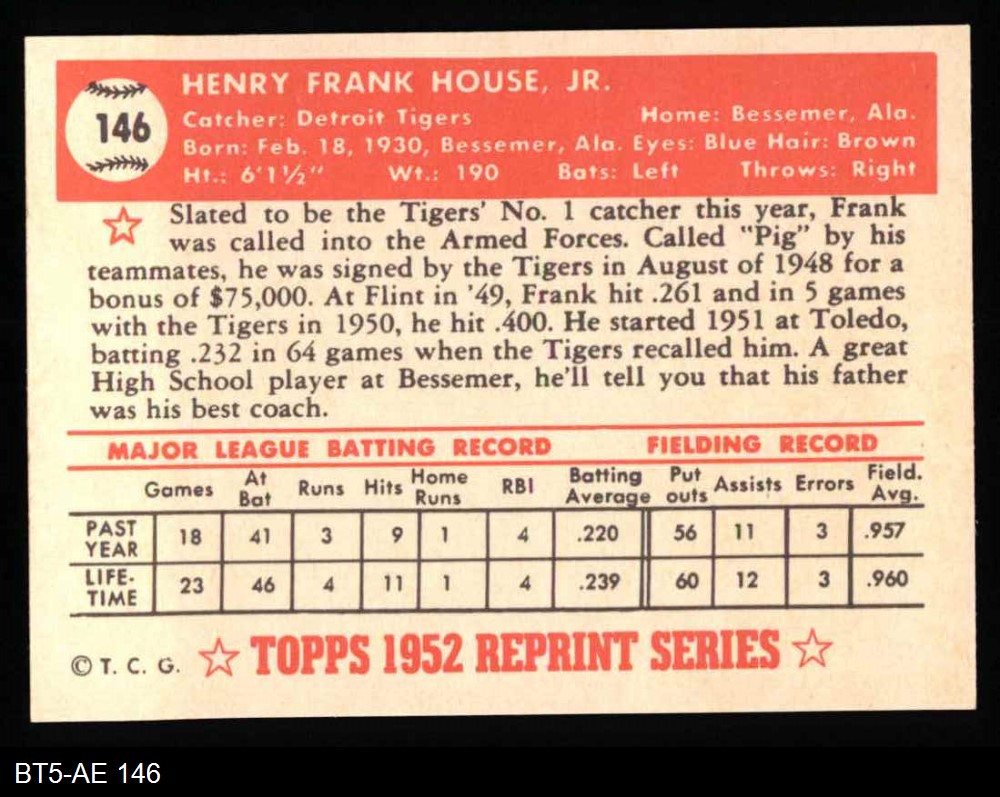 146
HENRY FRANK HOUSE, JR.
Catcher: Detroit Tigers Home: Bessemer, Ala.
Born: Feb. 18, 1930, Bessemer, Ala. Eyes: Blue Hair: Brown
Ht.: 6'1½" Wt.: 190 Bats: Left Throws: Right
Slated to be the Tigers' No. 1 catcher this year, Frank
was called into the Armed Forces. Called "Pig" by his
teammates, he was signed by the Tigers in August of 1948 for a
bonus of $75,000. At Flint in '49, Frank hit .261 and in 5 games
with the Tigers in 1950, he hit .400. He started 1951 at Toledo,
batting .232 in 64 games when the Tigers recalled him. A great
High School player at Bessemer, he'll tell you that his father
was his best coach.
MAJOR LEAGUE BATTING RECORD FIELDING RECORD
Games At Bat Runs Hits Home Runs RBI Batting Average Put outs Assists Errors Field. Avg.
PAST YEAR 18 41 3 9 1 4 .220 56 11 3 .957
LIFE-TIME 23 46 4 11 1 4 .239 60 12 3 .960
© T. C. G. TOPPS 1952 REPRINT SERIES
BT5-AE 146